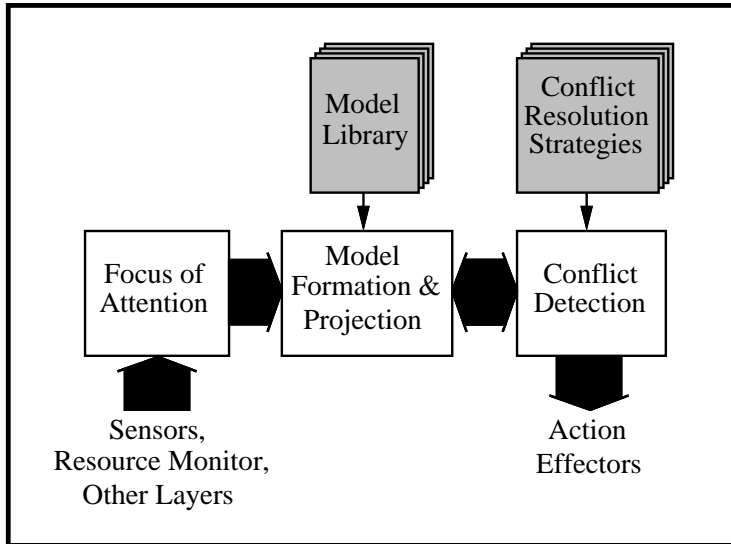 Model
Library
Conflict
Resolution
Strategies
Focus of
Attention
Model
Formation &
Projection
Conflict
Detection
Sensors,
Resource Monitor,
Other Layers
Action
Effectors